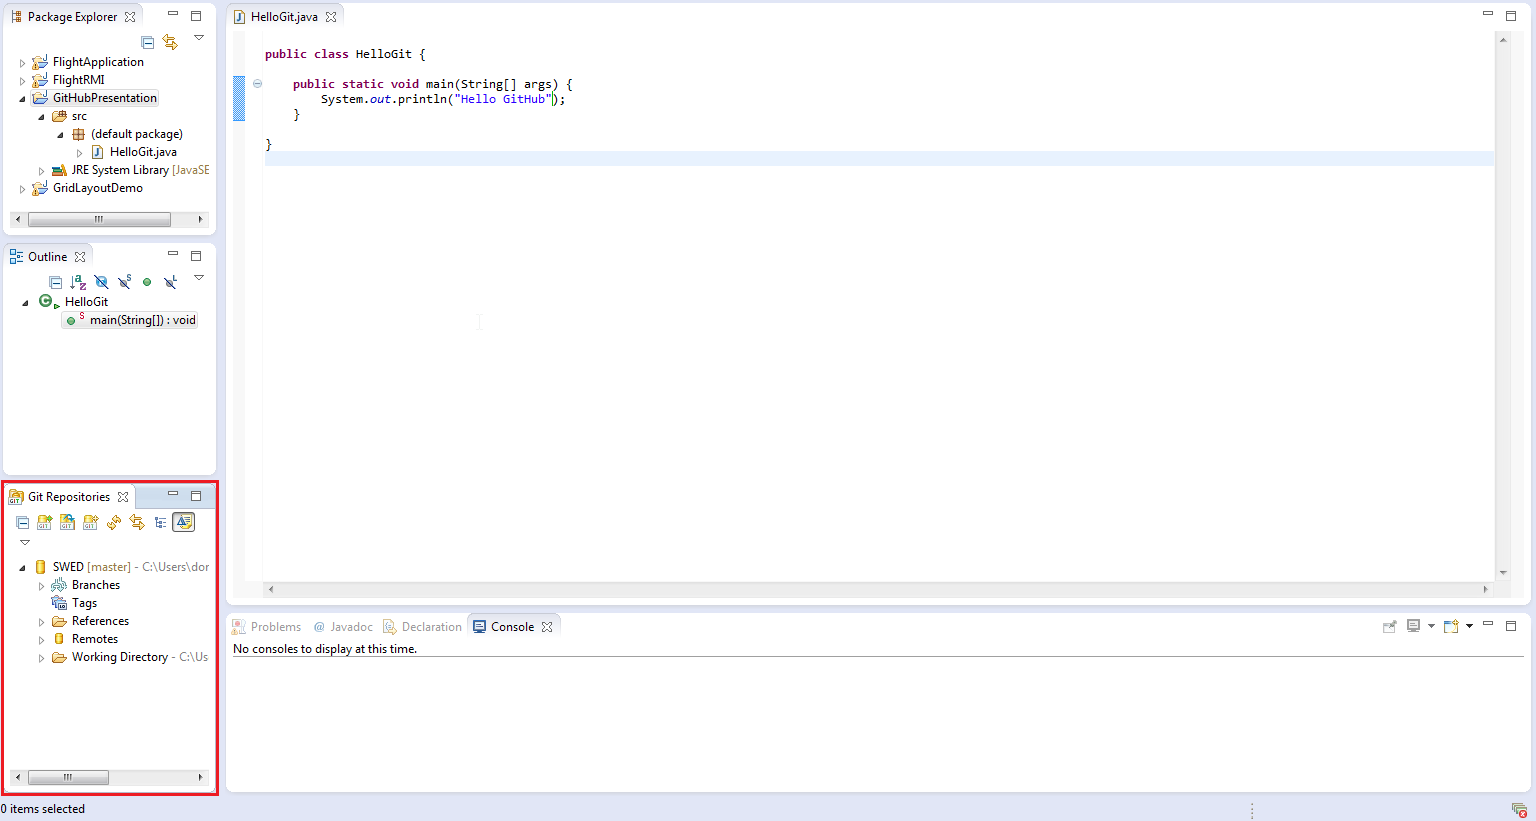 Package Explorer
FlightApplication
FlightRMI
GitHubPresentation
src
(default package)
HelloGit.java
JRE System Library [JavaSE
GridLayoutDemo
Outline
HelloGit
main(String[]) : void
Git Repositories
SWED [master] - C:\Users\dor
Branches
Tags
References
Remotes
Working Directory - C:\Us
0 items selected
HelloGit.java
public class HelloGit {
public static void main(String[] args) {
System.out.println("Hello GitHub");
}
}
Problems @ Javadoc Declaration Console
No consoles to display at this time.